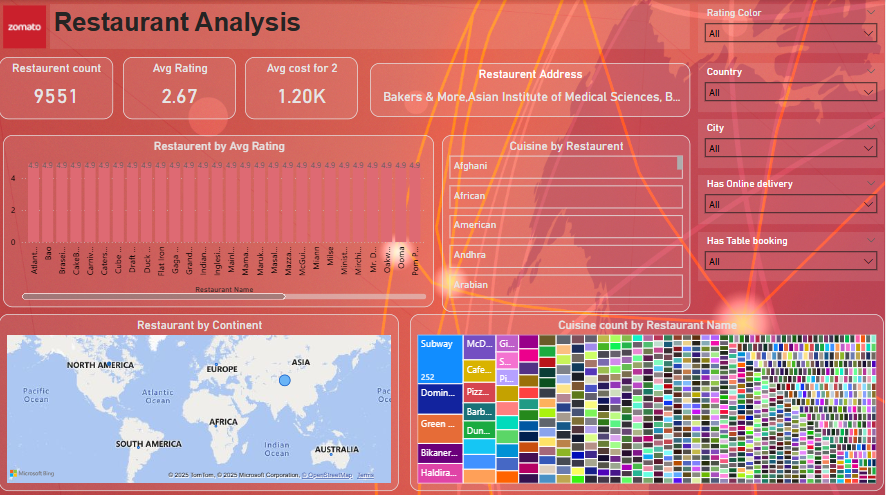 zomato
Restaurant Analysis
Restaurent count
9551
Avg Rating
2.67
Avg cost for 2
1.20K
Restaurent Address
Bakers & More,Asian Institute of Medical Sciences, B...
Rating Color
All
Country
All
City
All
Has Online delivery
All
Has Table booking
All
Restaurent by Avg Rating
4.9 4.9 4.9 4.9 4.9 4.9 4.9 4.9 4.9 4.9 4.9 4.9 4.9 4.9 4.9 4.9 4.9 4.9 4.9 4.9 4.9 4.9 4.9 4.9
4
2
0
Atlant...
Bao
Brasei...
CakeB...
Carniv...
Caters...
Cube ...
Draft ...
Duck ...
Flat Iron
Gaga ...
Grand...
Indian...
Inglesi...
Mainl...
Mama...
Maruk...
Masal...
Mazza...
McGui...
Miann
Milse
Minist...
Mirchi...
Mr. D...
Oakw...
Ooma
Pom P...
Restaurant Name
Cuisine by Restaurent
Afghani
African
American
Andhra
Arabian
Restaurant by Continent
NORTH AMERICA
EUROPE
ASIA
Pacific
Ocean
Atlantic
Ocean
AFRICA
SOUTH AMERICA
Indian
Ocean
AUSTRALIA
Pac
Oc
Microsoft Bing
© 2025 TomTom, © 2025 Microsoft Corporation, © OpenStreetMap Terms
Cuisine count by Restaurant Name
Subway
252
Domin...
Green ...
Bikaner...
Haldira...
McD...
Cafe...
Pizz...
Barb...
Dun...
Gi...
S...
Pi...